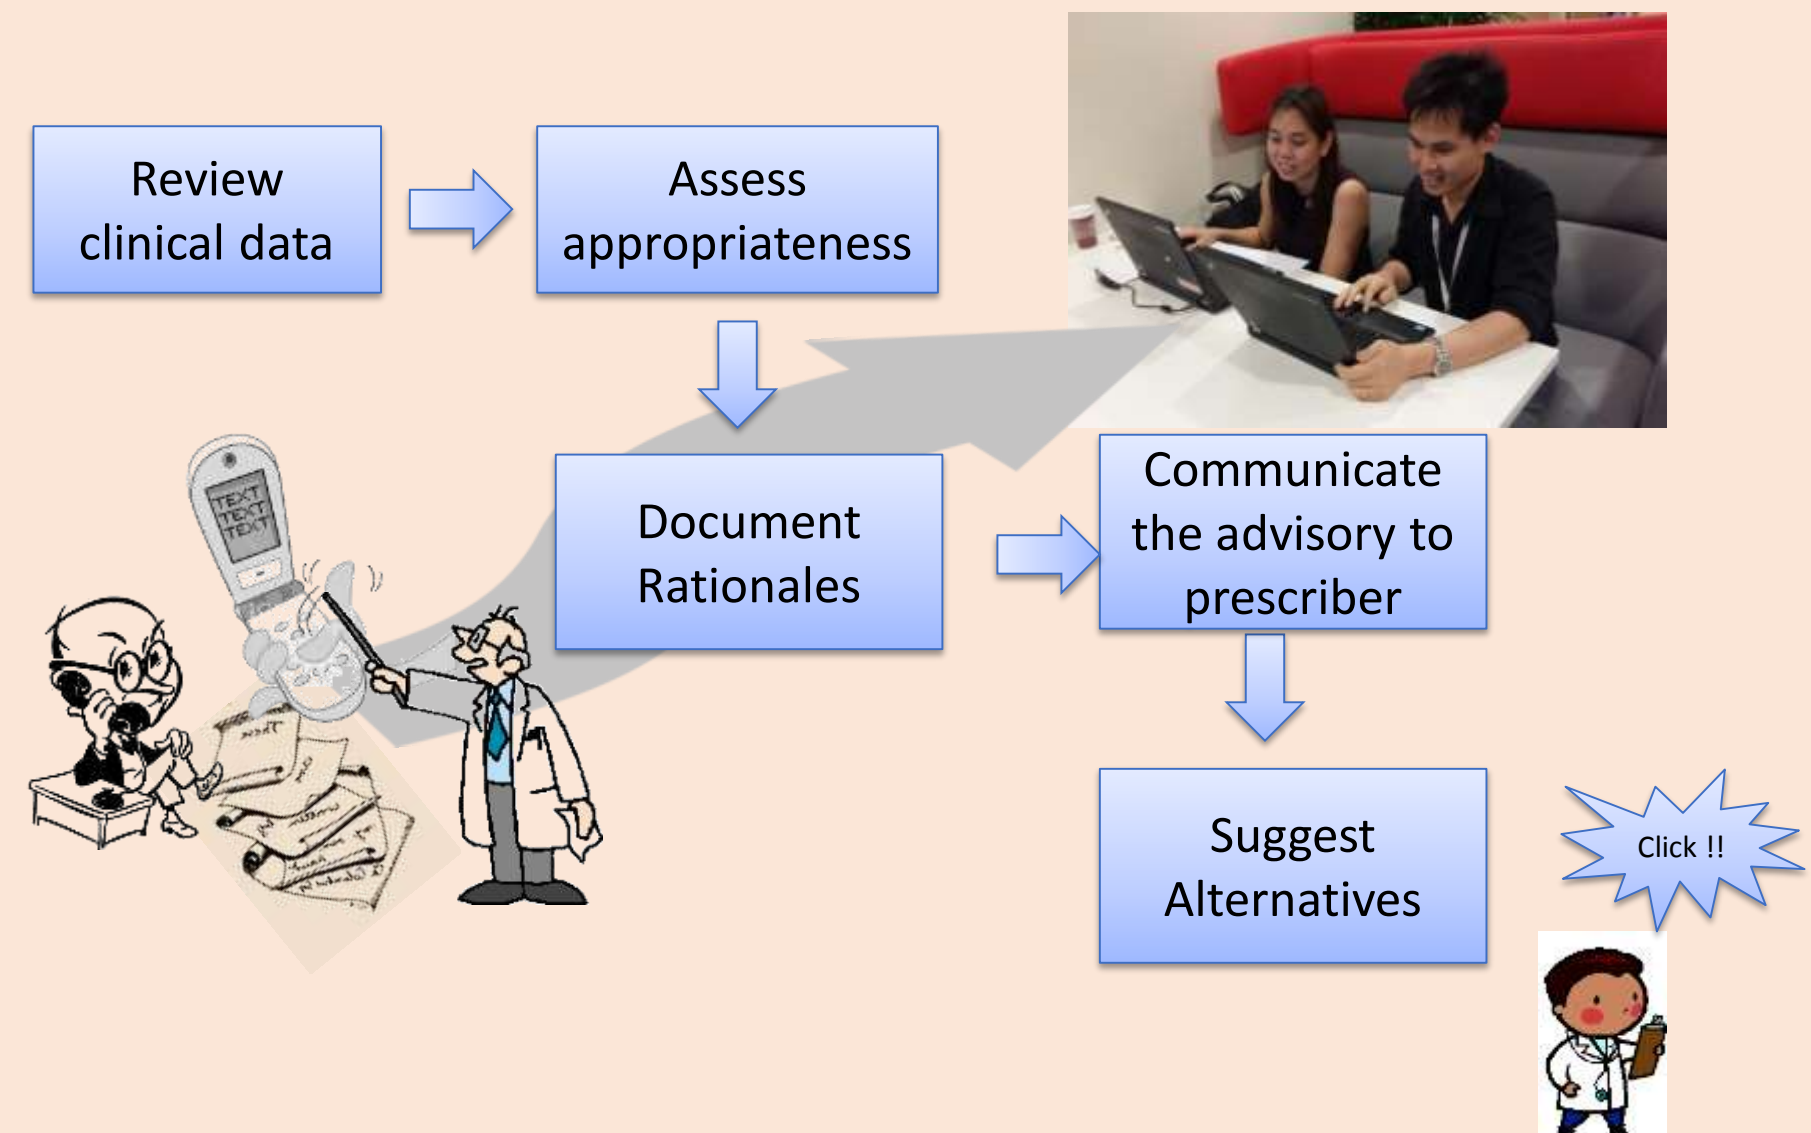 Review
clinical data
Assess
appropriateness
Document
Rationales
Communicate
the advisory to
prescriber
Suggest
Alternatives
Click !!
TEXT
TEXT
TEXT